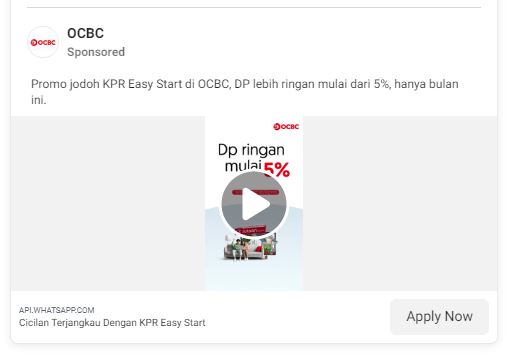 OCBC
OCBC
Sponsored
Promo jodoh KPR Easy Start di OCBC, DP lebih ringan mulai dari 5%, hanya bulan
ini.
OCBC
Dp ringan
mulai 5%
API.WHATSAPP.COM
Cicilan Terjangkau Dengan KPR Easy Start
Apply Now